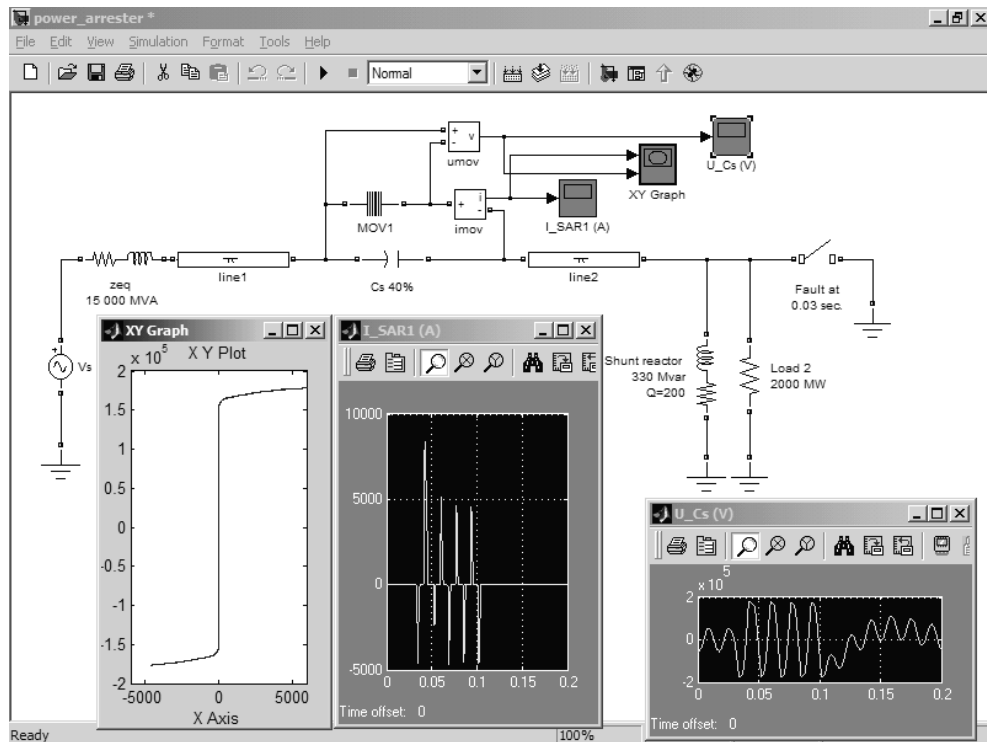 power_arrester *
File Edit View Simulation Format Tools Help
Normal
umov
+
-
v
U_Cs (V)
XY Graph
MOV1
+
i
-
imov
I_SAR1 (A)
zeq
15 000 MVA
line1
Cs 40%
line2
Fault at
0.03 sec.
+
Vs
Shunt reactor
330 Mvar
Q=200
Load 2
2000 MW
XY Graph
x 10^5
X Y Plot
2
1.5
1
0.5
0
-0.5
-1
-1.5
-2
-5000 0 5000
X Axis
I_SAR1 (A)
10000
5000
0
-5000
0 0.05 0.1 0.15 0.2
Time offset: 0
U_Cs (V)
x 10^5
2
0
-2
0 0.05 0.1 0.15 0.2
Time offset: 0
Ready 100%